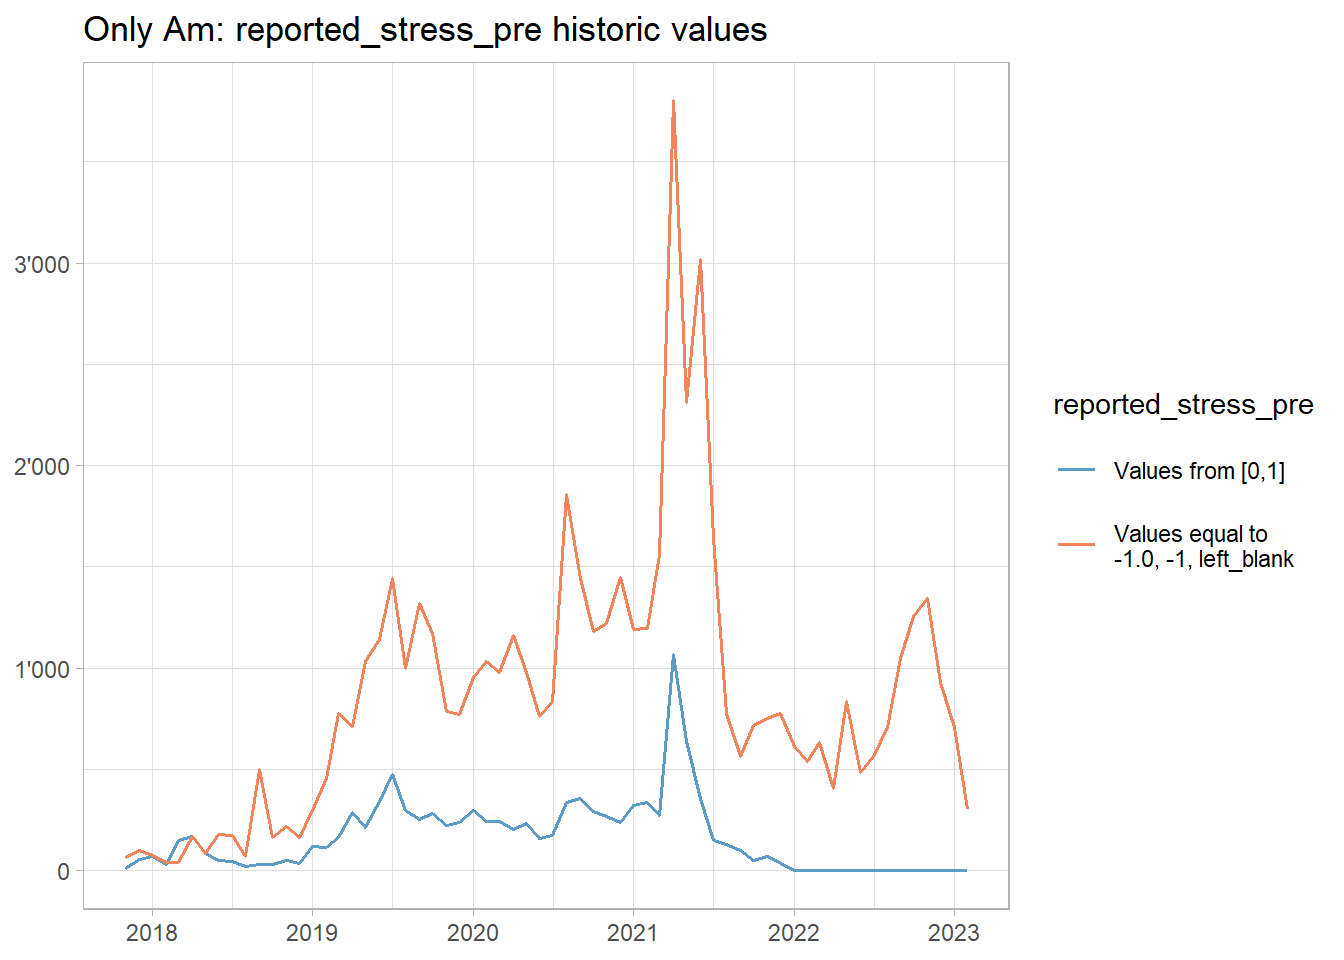 Only Am: reported_stress_pre historic values
3'000
2'000
1'000
0
2018 2019 2020 2021 2022 2023
reported_stress_pre
Values from [0,1]
Values equal to
-1.0, -1, left_blank